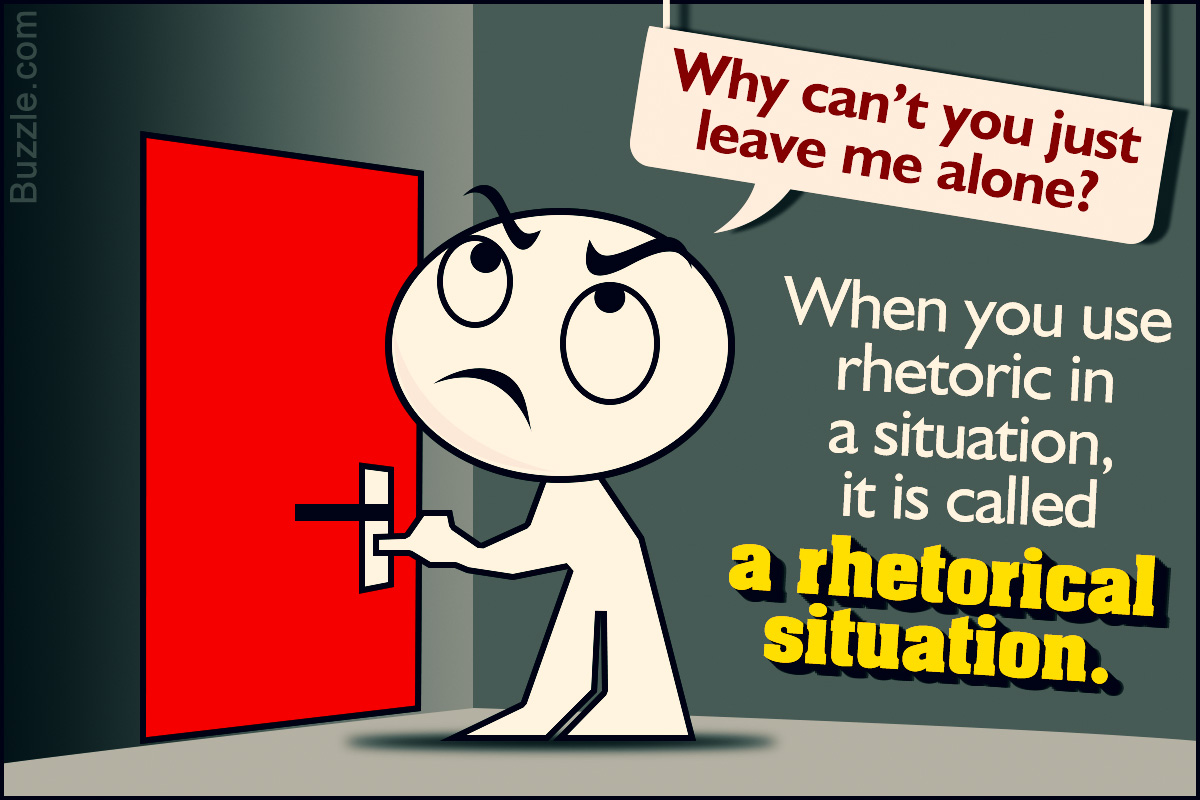 Buzzle.com
Why can't you just
leave me alone?
When you use
rhetoric in
a situation,
it is called
a rhetorical
situation.